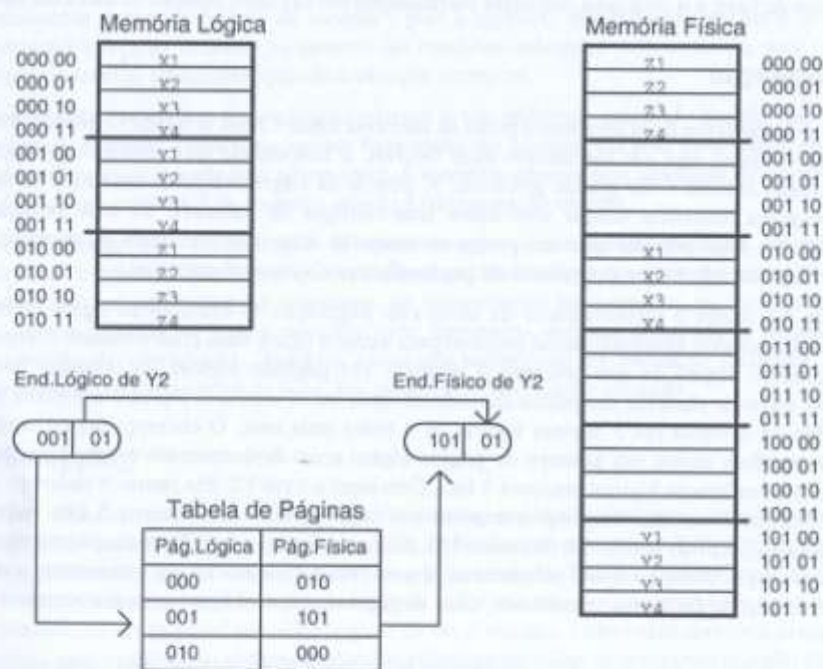 Memória Lógica
000 00 X1
000 01 X2
000 10 X3
000 11 X4
001 00 Y1
001 01 Y2
001 10 Y3
001 11 Y4
010 00 Z1
010 01 Z2
010 10 Z3
010 11 Z4
Memória Física
Z1 000 00
Z2 000 01
Z3 000 10
Z4 000 11
001 00
001 01
001 10
001 11
X1 010 00
X2 010 01
X3 010 10
X4 010 11
011 00
011 01
011 10
011 11
100 00
100 01
100 10
100 11
Y1 101 00
Y2 101 01
Y3 101 10
Y4 101 11
End.Lógico de Y2
End.Físico de Y2
001 01
101 01
Tabela de Páginas
Pág.Lógica Pág.Física
000 010
001 101
010 000